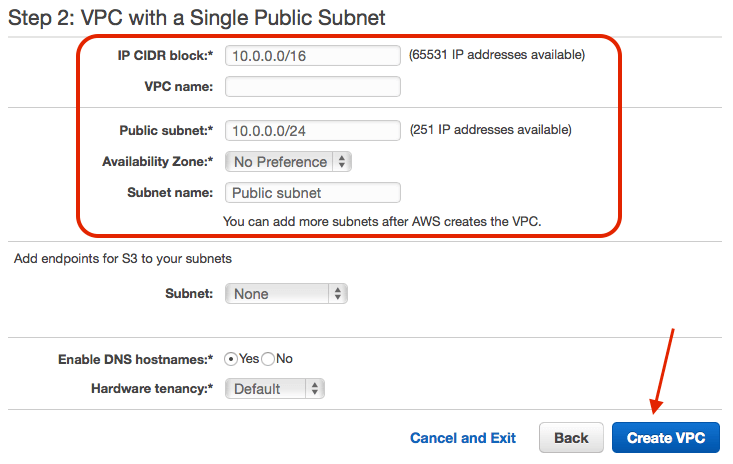 Step 2: VPC with a Single Public Subnet
IP CIDR block:* 10.0.0.0/16 (65531 IP addresses available)
VPC name:
Public subnet:* 10.0.0.0/24 (251 IP addresses available)
Availability Zone:* No Preference
Subnet name: Public subnet
You can add more subnets after AWS creates the VPC.
Add endpoints for S3 to your subnets
Subnet: None
Enable DNS hostnames:* Yes No
Hardware tenancy:* Default
Cancel and Exit Back Create VPC